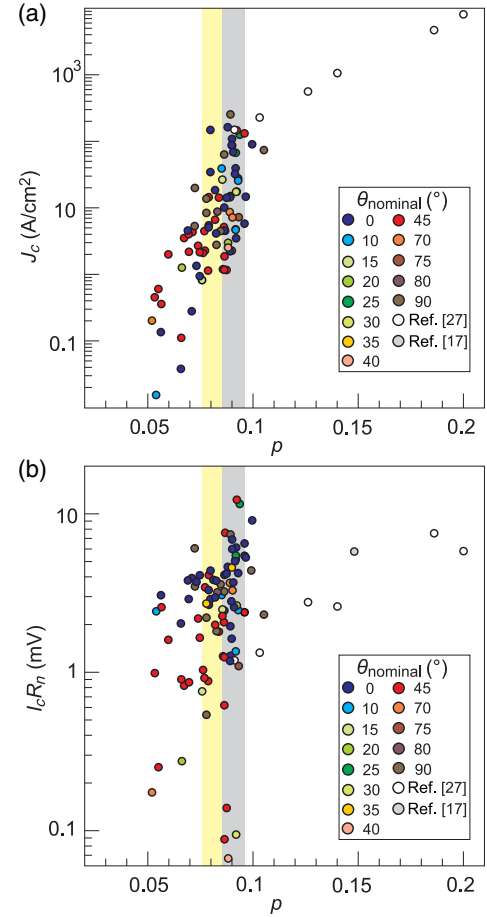 (a)
10³
10
0.1
J_c (A/cm²)
θ_nominal (°)
0 45
10 70
15 75
20 80
25 90
30 Ref. [27]
35 Ref. [17]
40
0.05 0.1 0.15 0.2
p
(b)
10
1
0.1
I_cR_n (mV)
θ_nominal (°)
0 45
10 70
15 75
20 80
25 90
30 Ref. [27]
35 Ref. [17]
40
0.05 0.1 0.15 0.2
p